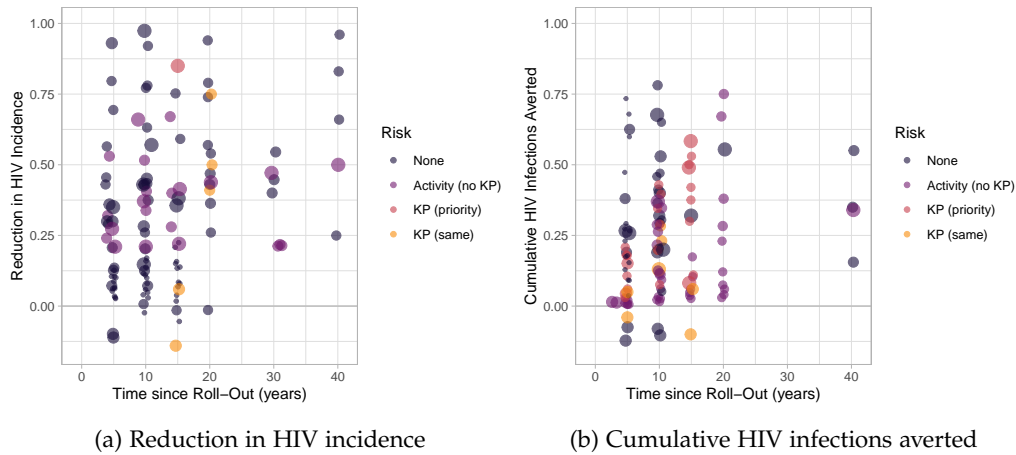 Reduction in HIV Incidence
1.00
0.75
0.50
0.25
0.00
0 10 20 30 40
Time since Roll−Out (years)
Risk
None
Activity (no KP)
KP (priority)
KP (same)
(a) Reduction in HIV incidence
Cumulative HIV Infections Averted
1.00
0.75
0.50
0.25
0.00
0 10 20 30 40
Time since Roll−Out (years)
Risk
None
Activity (no KP)
KP (priority)
KP (same)
(b) Cumulative HIV infections averted